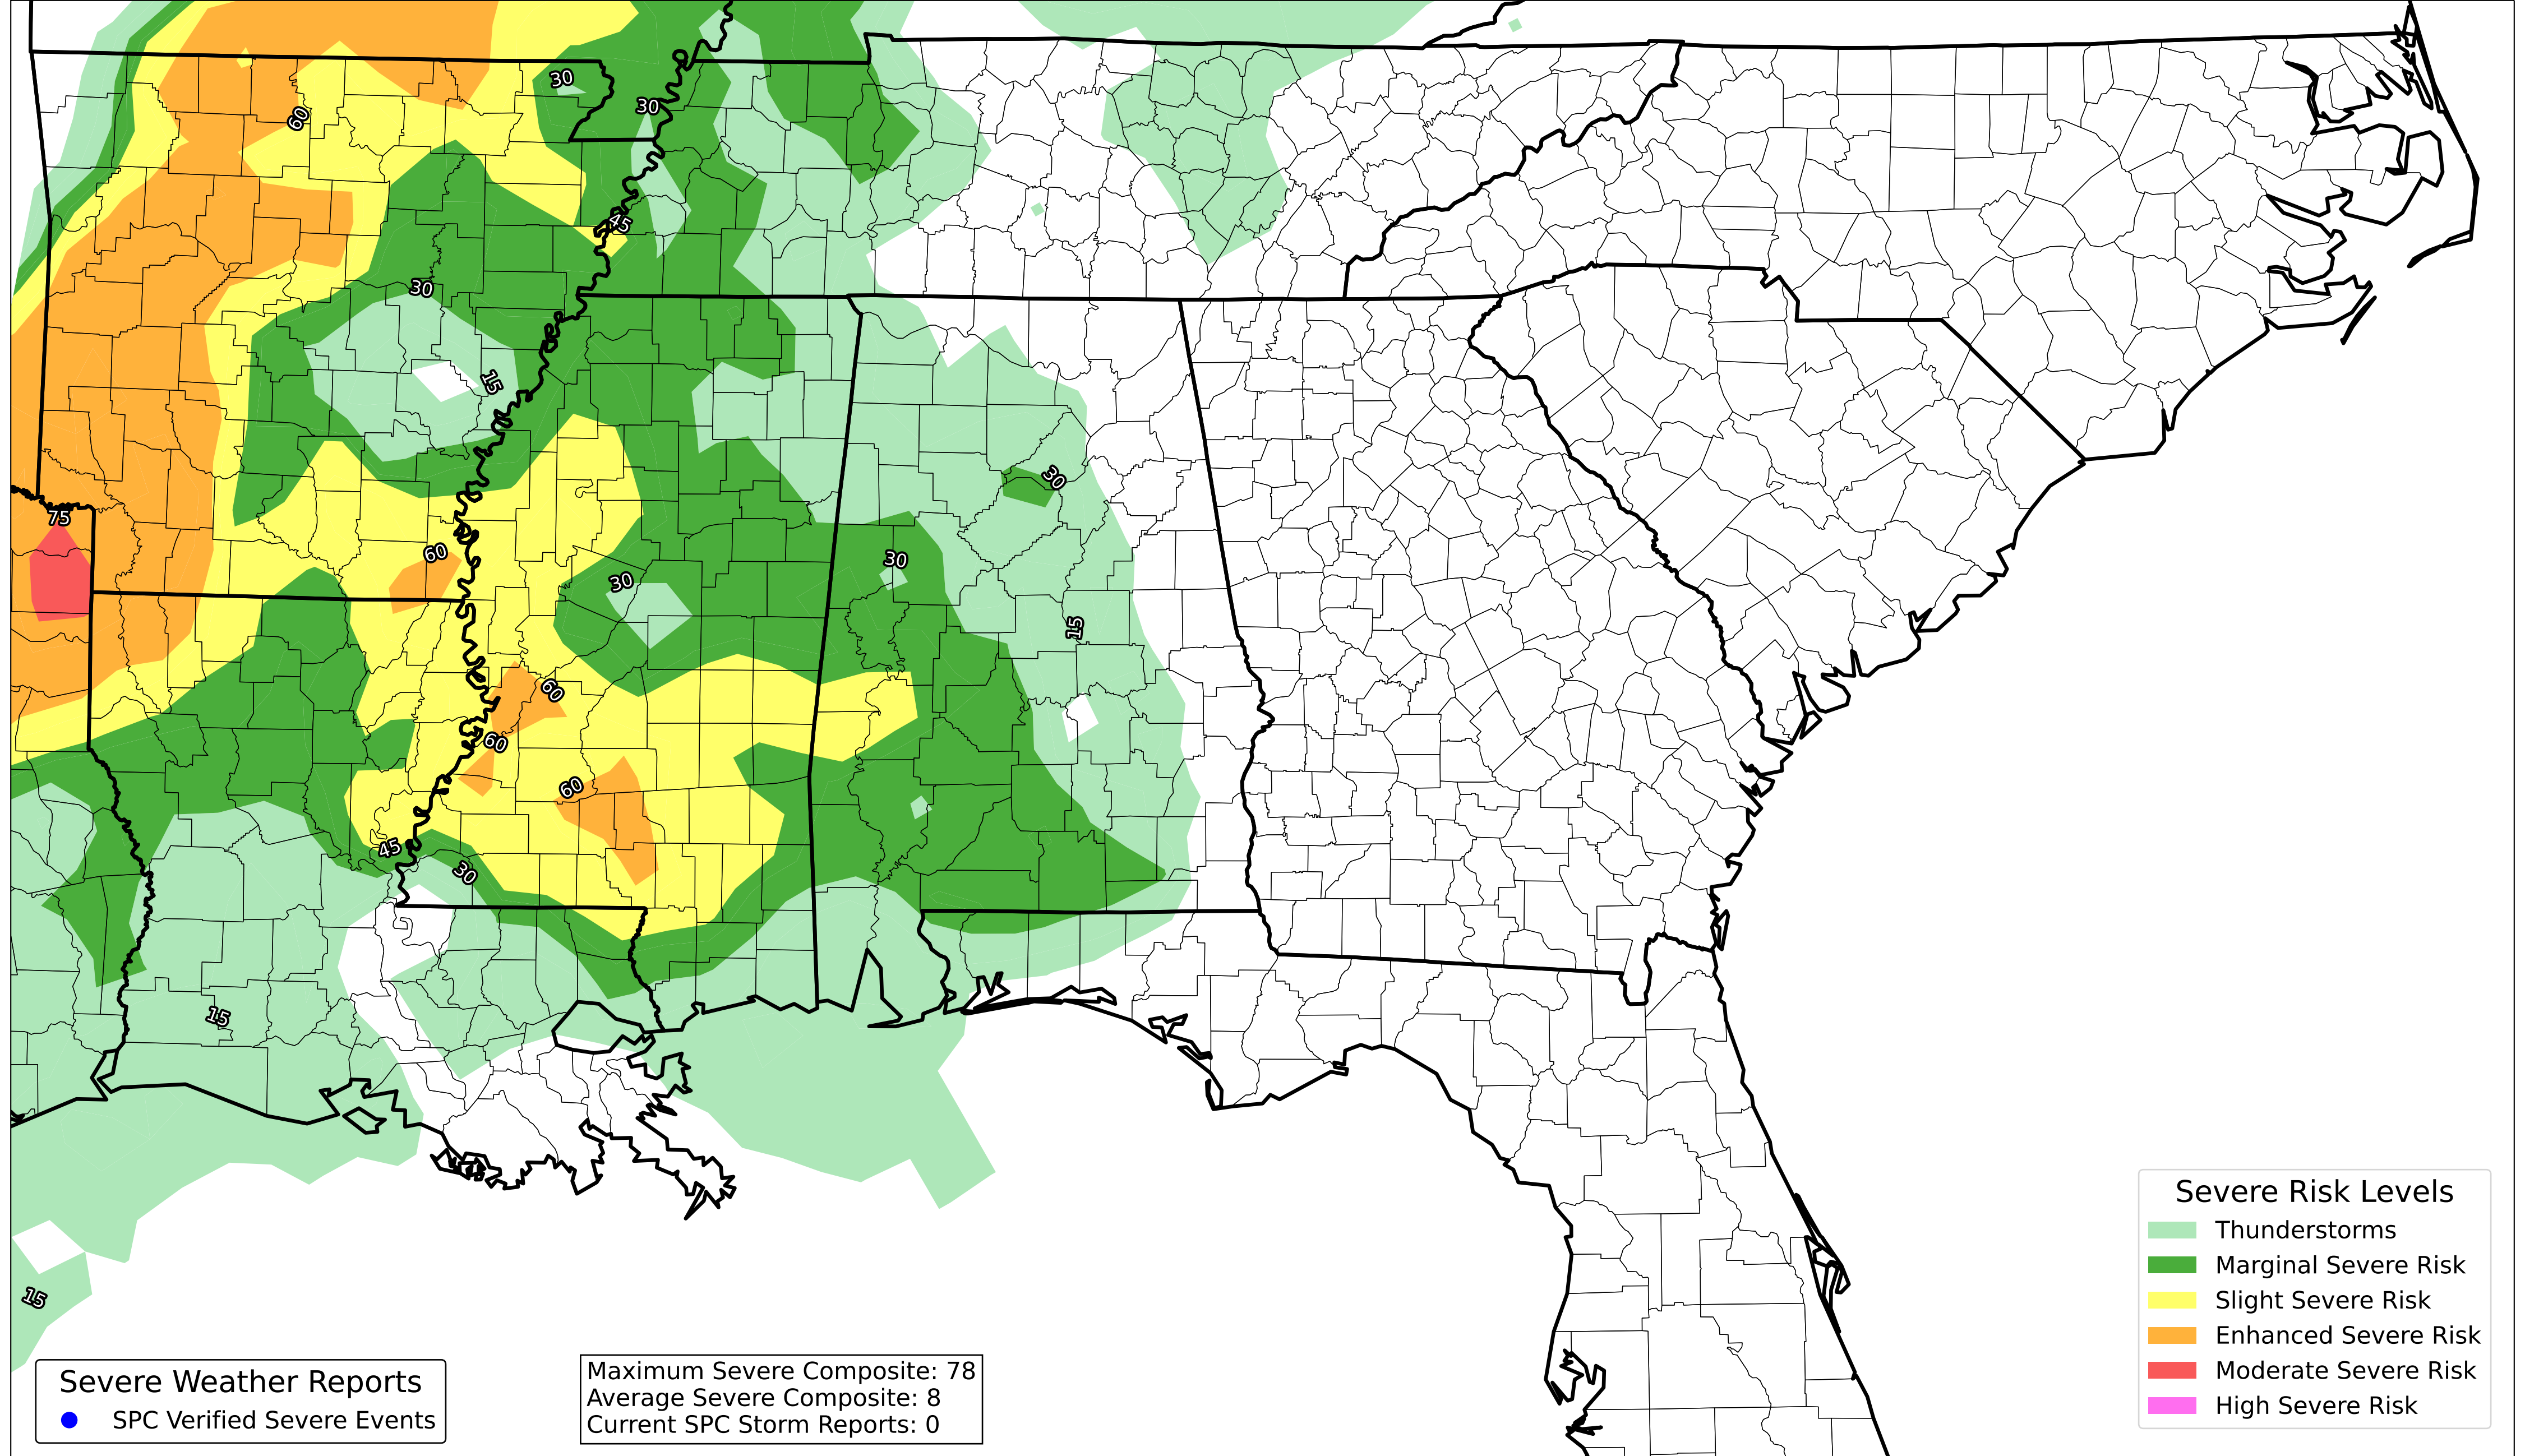 30
30
60
45
30
15
30
75
60
30
30
15
60
60
60
45
30
15
15
Severe Risk Levels
Thunderstorms
Marginal Severe Risk
Slight Severe Risk
Enhanced Severe Risk
Moderate Severe Risk
High Severe Risk
Severe Weather Reports
SPC Verified Severe Events
Maximum Severe Composite: 78
Average Severe Composite: 8
Current SPC Storm Reports: 0